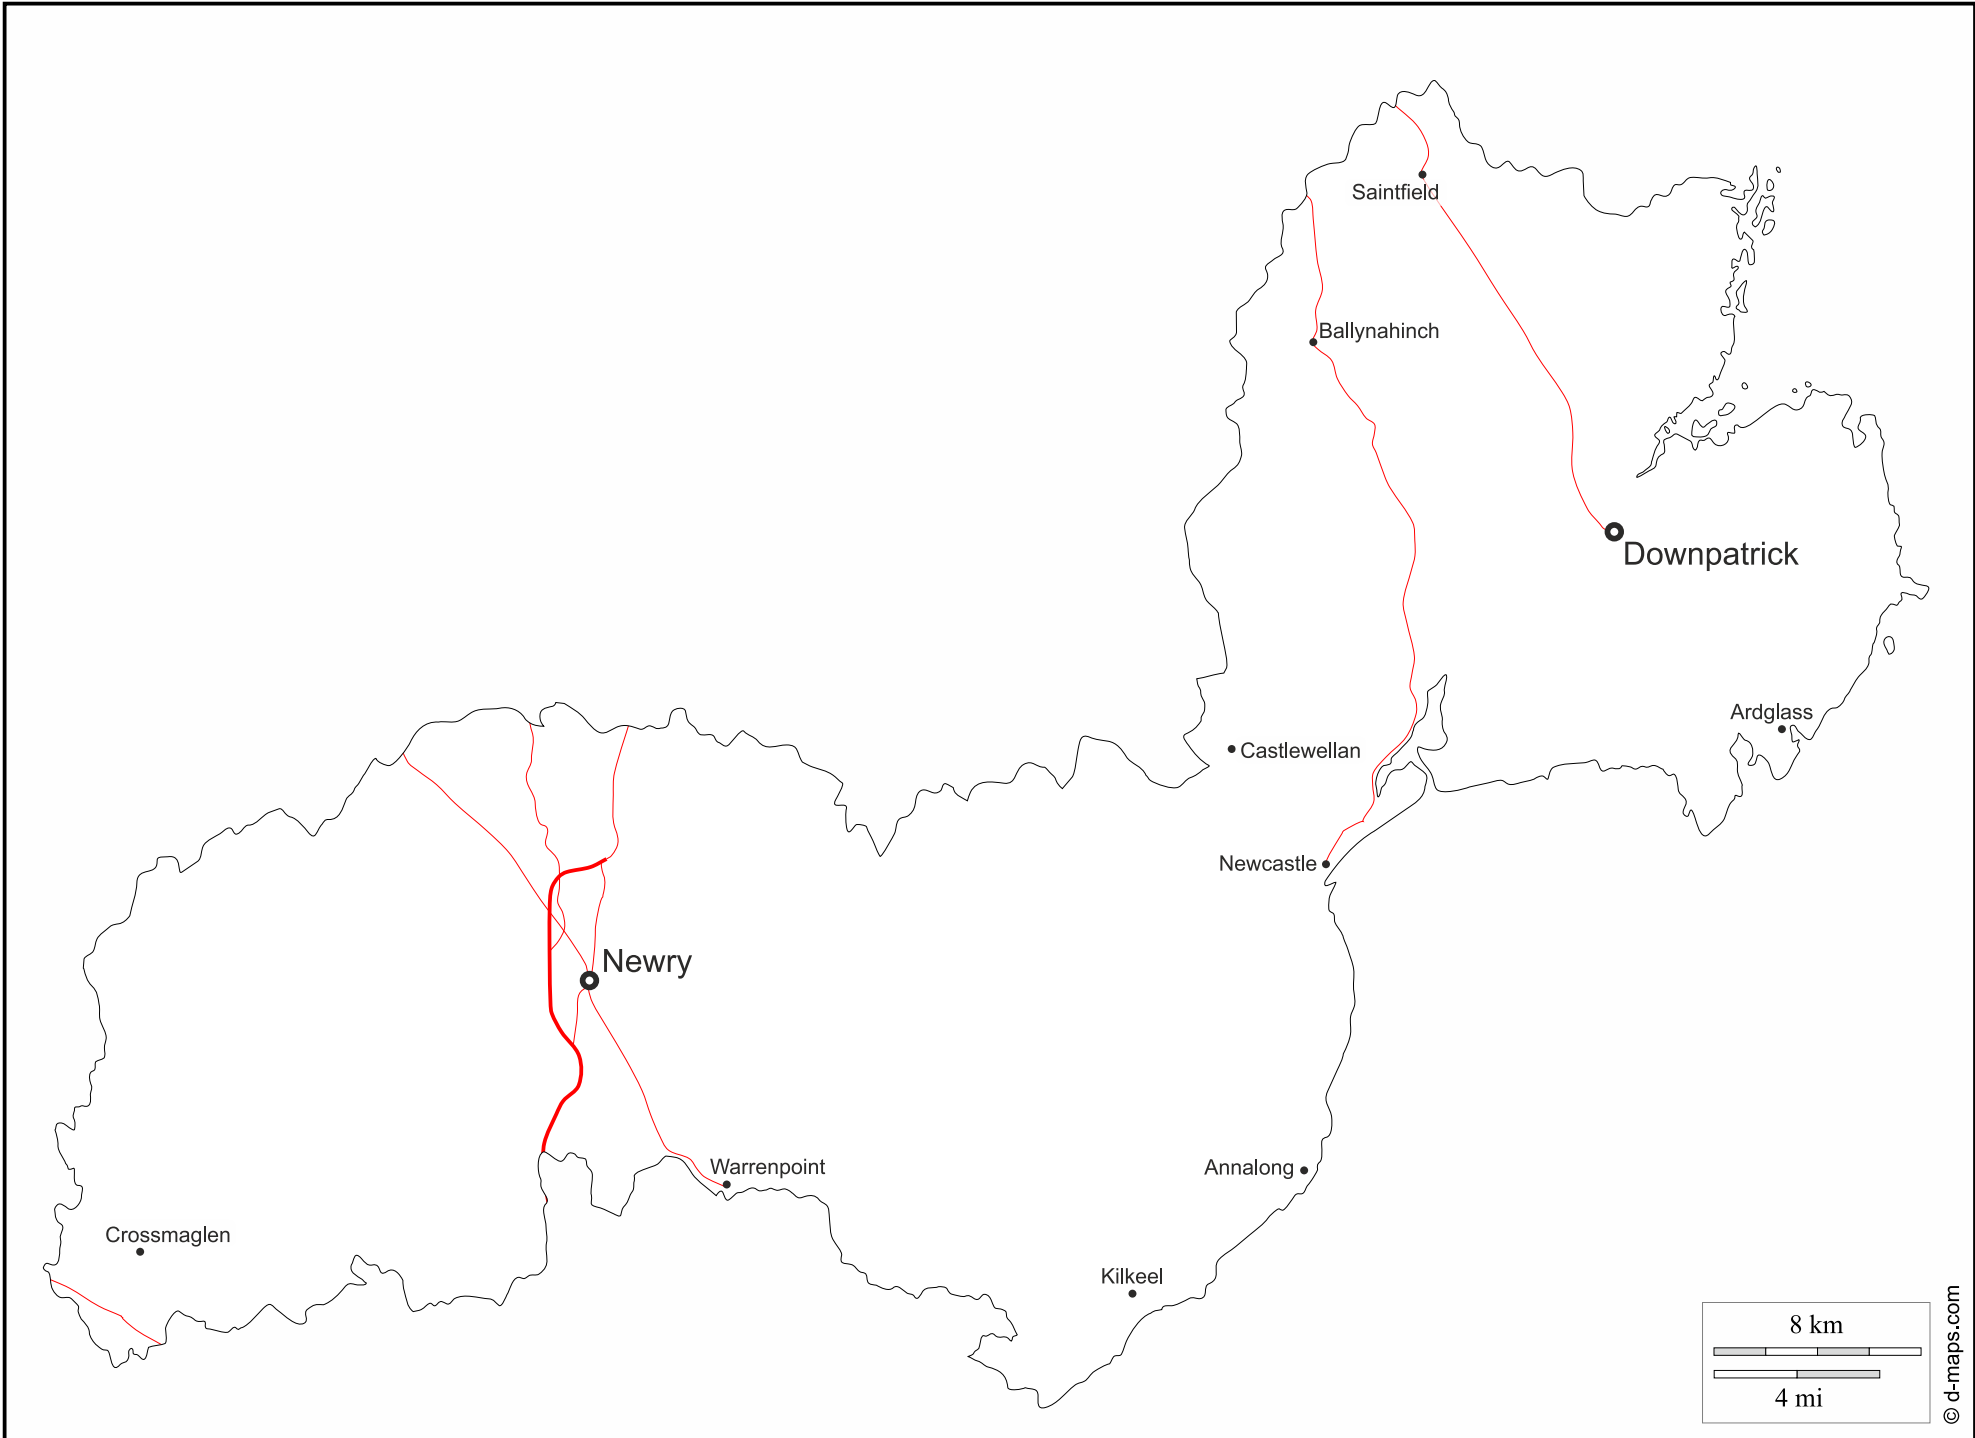 Saintfield
Ballynahinch
Downpatrick
Ardglass
Castlewellan
Newcastle
Newry
Warrenpoint
Annalong
Crossmaglen
Kilkeel
8 km
4 mi
© d-maps.com